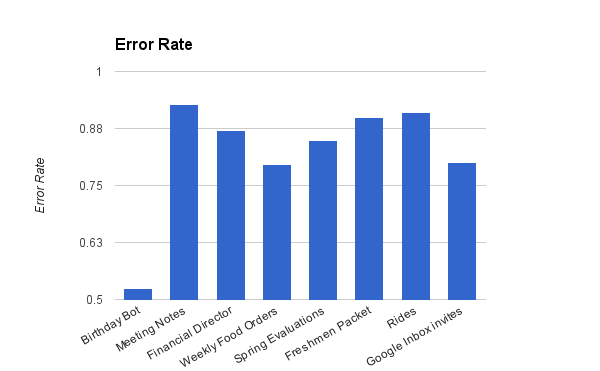 Error Rate
1
0.88
0.75
0.63
0.5
Error Rate
Birthday Bot
Meeting Notes
Financial Director
Weekly Food Orders
Spring Evaluations
Freshmen Packet
Rides
Google Inbox invites